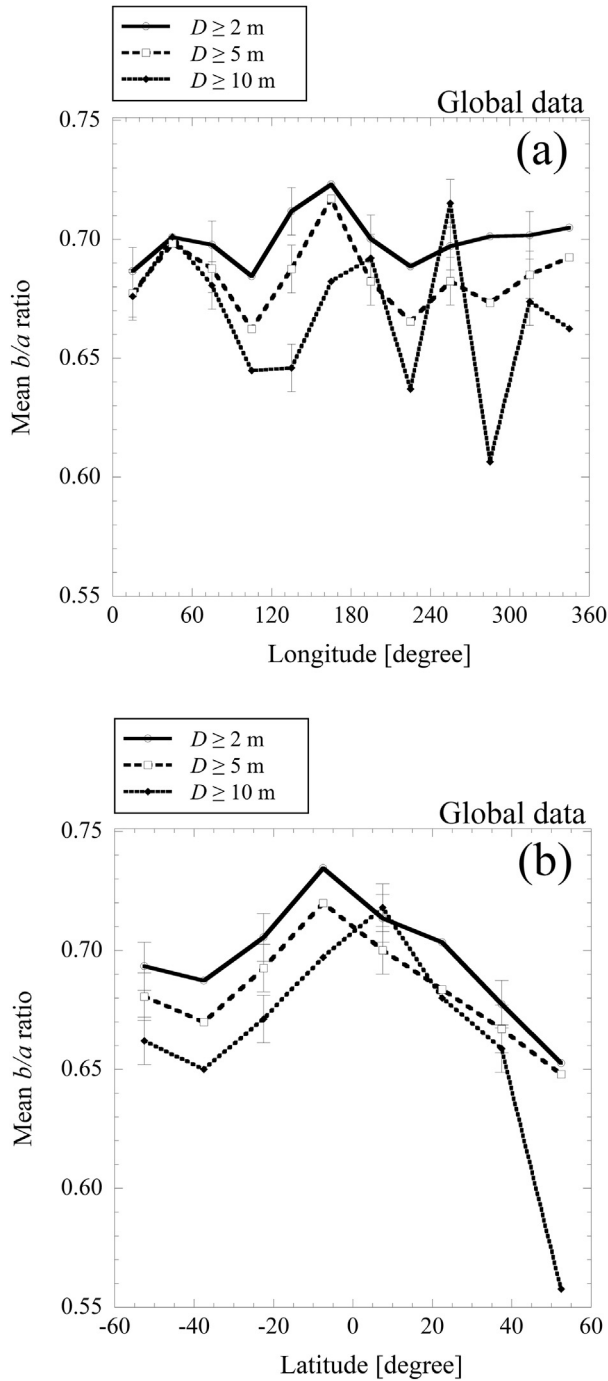 D ≥ 2 m
D ≥ 5 m
D ≥ 10 m
Global data
(a)
0.75
0.70
0.65
0.60
0.55
Mean b/a ratio
0 60 120 180 240 300 360
Longitude [degree]
D ≥ 2 m
D ≥ 5 m
D ≥ 10 m
Global data
(b)
0.75
0.70
0.65
0.60
0.55
Mean b/a ratio
-60 -40 -20 0 20 40 60
Latitude [degree]